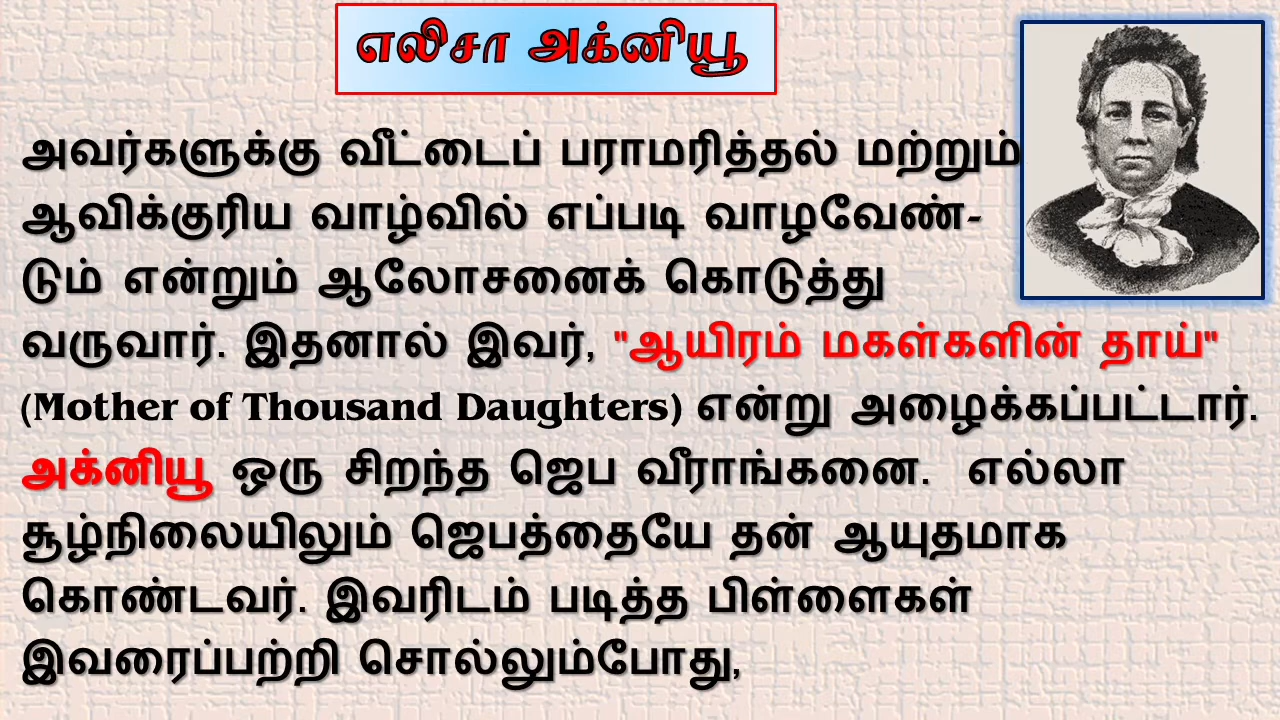 எலிசா அக்னியூ
அவர்களுக்கு வீட்டைப் பராமரித்தல் மற்றும்
ஆவிக்குரிய வாழ்வில் எப்படி வாழவேண்-
டும் என்றும் ஆலோசனைக் கொடுத்து
வருவார். இதனால் இவர், "ஆயிரம் மகள்களின் தாய்"
(Mother of Thousand Daughters) என்று அழைக்கப்பட்டார்.
அக்னியூ ஒரு சிறந்த ஜெப வீராங்கனை. எல்லா
சூழ்நிலையிலும் ஜெபத்தையே தன் ஆயுதமாக
கொண்டவர். இவரிடம் படித்த பிள்ளைகள்
இவரைப்பற்றி சொல்லும்போது,